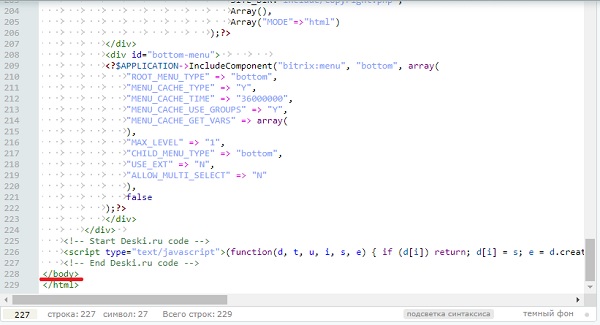 204 Array(),
205 Array("MODE"=>"html")
206 );?>
207 </div>
208 <div id="bottom-menu">
209 <?$APPLICATION->IncludeComponent("bitrix:menu", "bottom", array(
210 "ROOT_MENU_TYPE" => "bottom",
211 "MENU_CACHE_TYPE" => "Y",
212 "MENU_CACHE_TIME" => "36000000",
213 "MENU_CACHE_USE_GROUPS" => "Y",
214 "MENU_CACHE_GET_VARS" => array(
215 ),
216 "MAX_LEVEL" => "1",
217 "CHILD_MENU_TYPE" => "bottom",
218 "USE_EXT" => "N",
219 "ALLOW_MULTI_SELECT" => "N"
220 ),
221 false
222 );?>
223 </div>
224 </div>
225 <!-- Start Deski.ru code -->
226 <script type="text/javascript">(function(d, t, u, i, s, e) { if (d[i]) return; d[i] = s; e = d.creat
227 <!-- End Deski.ru code -->
228 </body>
229 </html>
227 строка: 227 символ: 27 Всего строк: 229 подсветка синтаксиса темный фон